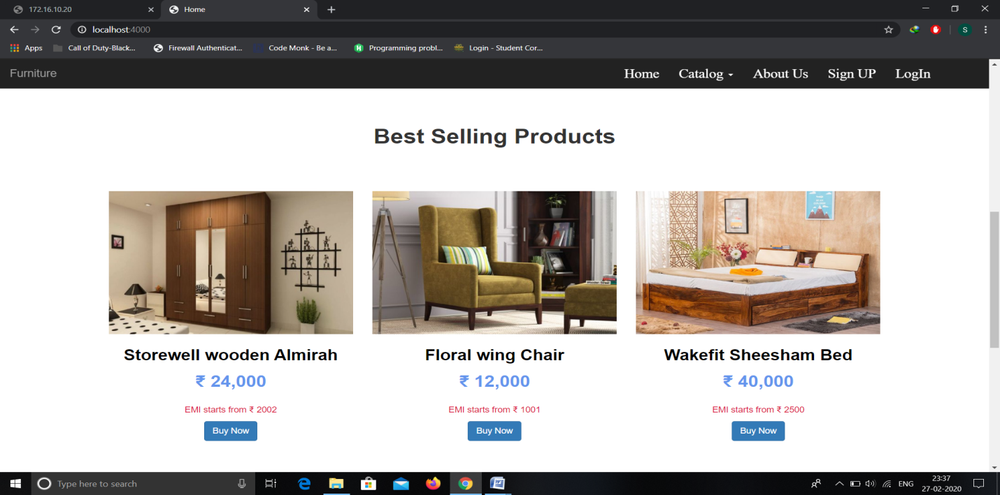 172.16.10.20
Home
localhost:4000
S
Apps
Call of Duty-Black...
Firewall Authenticat...
Code Monk - Be a...
Programming probl...
Login - Student Cor...
Furniture
Home
Catalog
About Us
Sign UP
LogIn
Best Selling Products
Storewell wooden Almirah
₹ 24,000
EMI starts from ₹ 2002
Buy Now
Floral wing Chair
₹ 12,000
EMI starts from ₹ 1001
Buy Now
Wakefit Sheesham Bed
₹ 40,000
EMI starts from ₹ 2500
Buy Now
Type here to search
ENG
23:37
27-02-2020